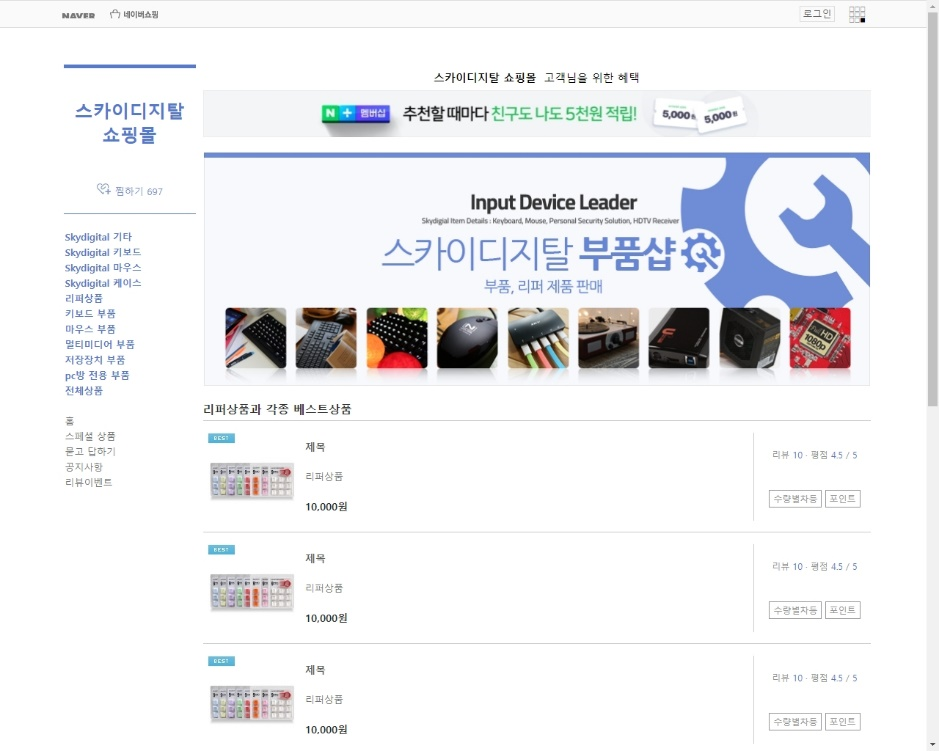 NAVER 네이버쇼핑 로그인
스카이디지탈
쇼핑몰
찜하기 697
Skydigital 기타
Skydigital 키보드
Skydigital 마우스
Skydigital 케이스
리퍼상품
키보드 부품
마우스 부품
멀티미디어 부품
저장장치 부품
pc방 전용 부품
전체상품
홈
스페셜 상품
묻고 답하기
공지사항
리뷰이벤트
스카이디지탈 쇼핑몰 고객님을 위한 혜택
N + 멤버십 추천할 때마다 친구도 나도 5천원 적립! 5,000원 5,000원
Input Device Leader
Skydigial Item Details : Keyboard, Mouse, Personal Security Solution, HDTV Receiver
스카이디지탈 부품샵
부품, 리퍼 제품 판매
Full HD
1080p
리퍼상품과 각종 베스트상품
BEST
제목
리퍼상품
10,000원
리뷰 10 · 평점 4.5 / 5
수량별차등 포인트
BEST
제목
리퍼상품
10,000원
리뷰 10 · 평점 4.5 / 5
수량별차등 포인트
BEST
제목
리퍼상품
10,000원
리뷰 10 · 평점 4.5 / 5
수량별차등 포인트